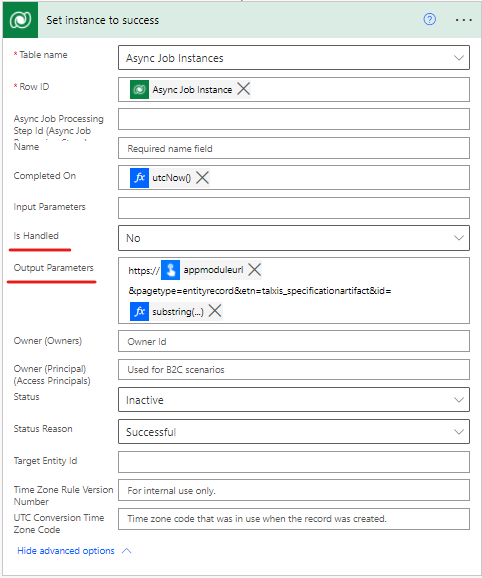 Set instance to success
* Table name
Async Job Instances
* Row ID
Async Job Instance
Async Job Processing
Step Id (Async Job
Name
Required name field
Completed On
fx utcNow()
Input Parameters
Is Handled
No
Output Parameters
https:// appmoduleurl
&pagetype=entityrecord&etn=talxis_specificationartifact&id=
fx substring(...)
Owner (Owners)
Owner Id
Owner (Principal)
(Access Principals)
Used for B2C scenarios
Status
Inactive
Status Reason
Successful
Target Entity Id
Time Zone Rule Version
Number
For internal use only.
UTC Conversion Time
Zone Code
Time zone code that was in use when the record was created.
Hide advanced options